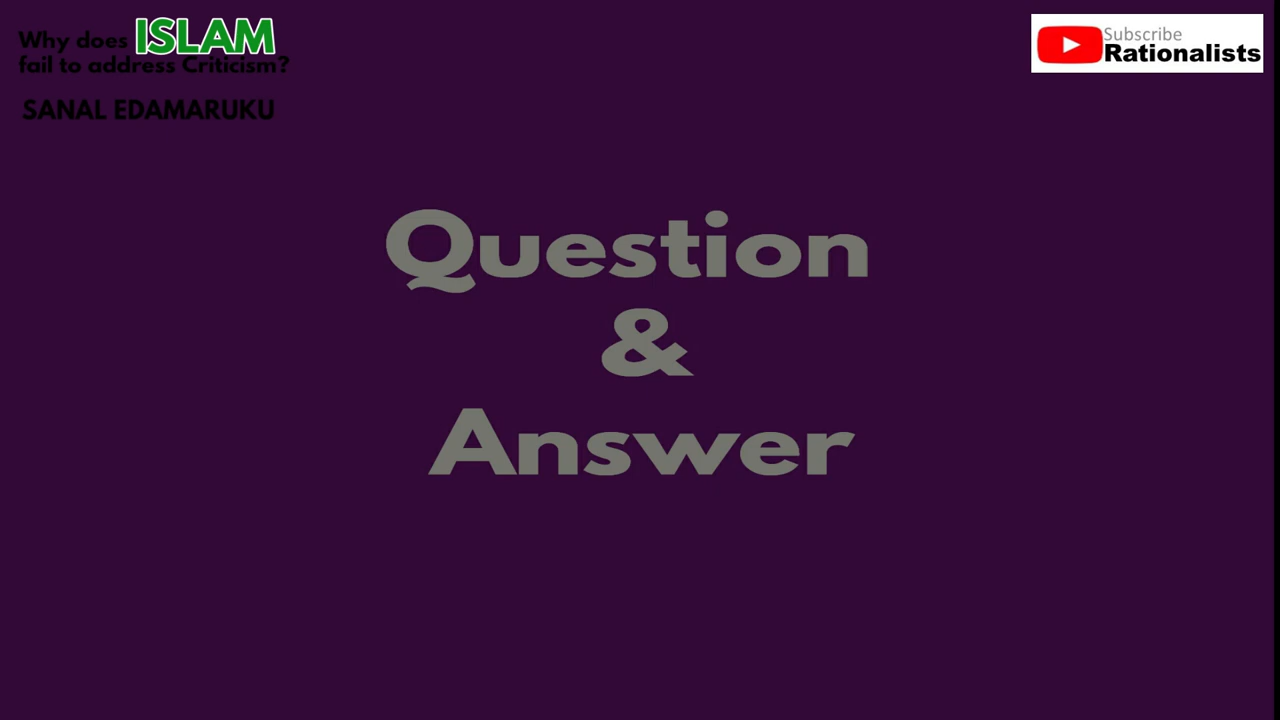 Why does ISLAM
fail to address Criticism?
SANAL EDAMARUKU
Subscribe
Rationalists
Question
&
Answer